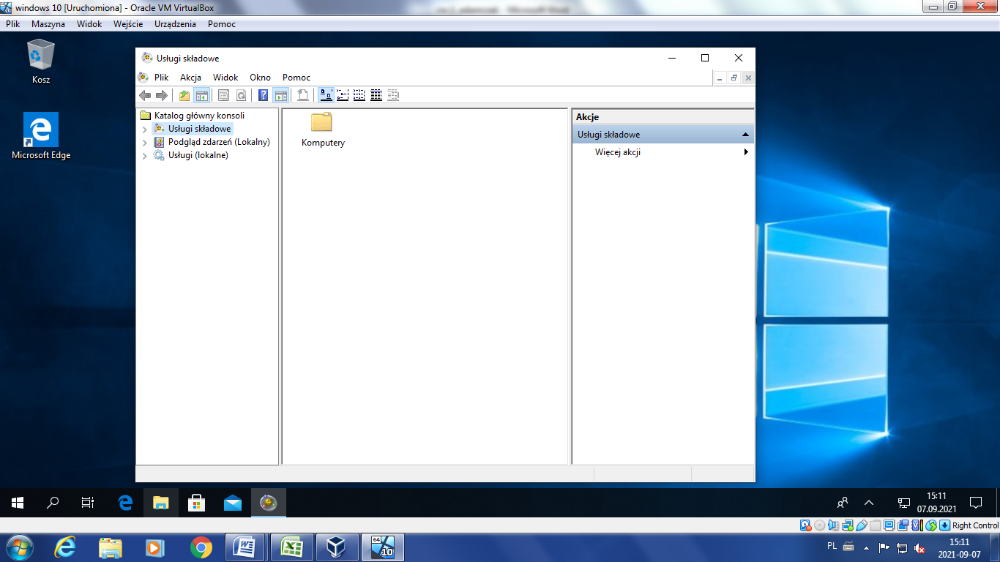 windows 10 [Uruchomiona] - Oracle VM VirtualBox
Plik Maszyna Widok Wejście Urządzenia Pomoc
Kosz
Microsoft Edge
Usługi składowe
Plik Akcja Widok Okno Pomoc
Katalog główny konsoli
Usługi składowe
Podgląd zdarzeń (Lokalny)
Usługi (lokalne)
Komputery
Akcje
Usługi składowe
Więcej akcji
15:11
07.09.2021
Right Control
64
10
PL
15:11
2021-09-07